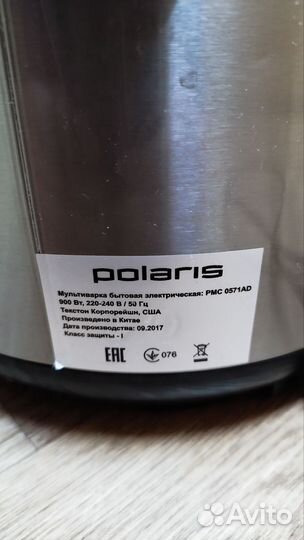 polaris
Мультиварка бытовая электрическая: PMC 0571AD
900 Вт, 220-240 В / 50 Гц
Текстон Корпорейшн, США
Произведено в Китае
Дата производства: 09.2017
Класс защиты - I
EAC 076
Avito